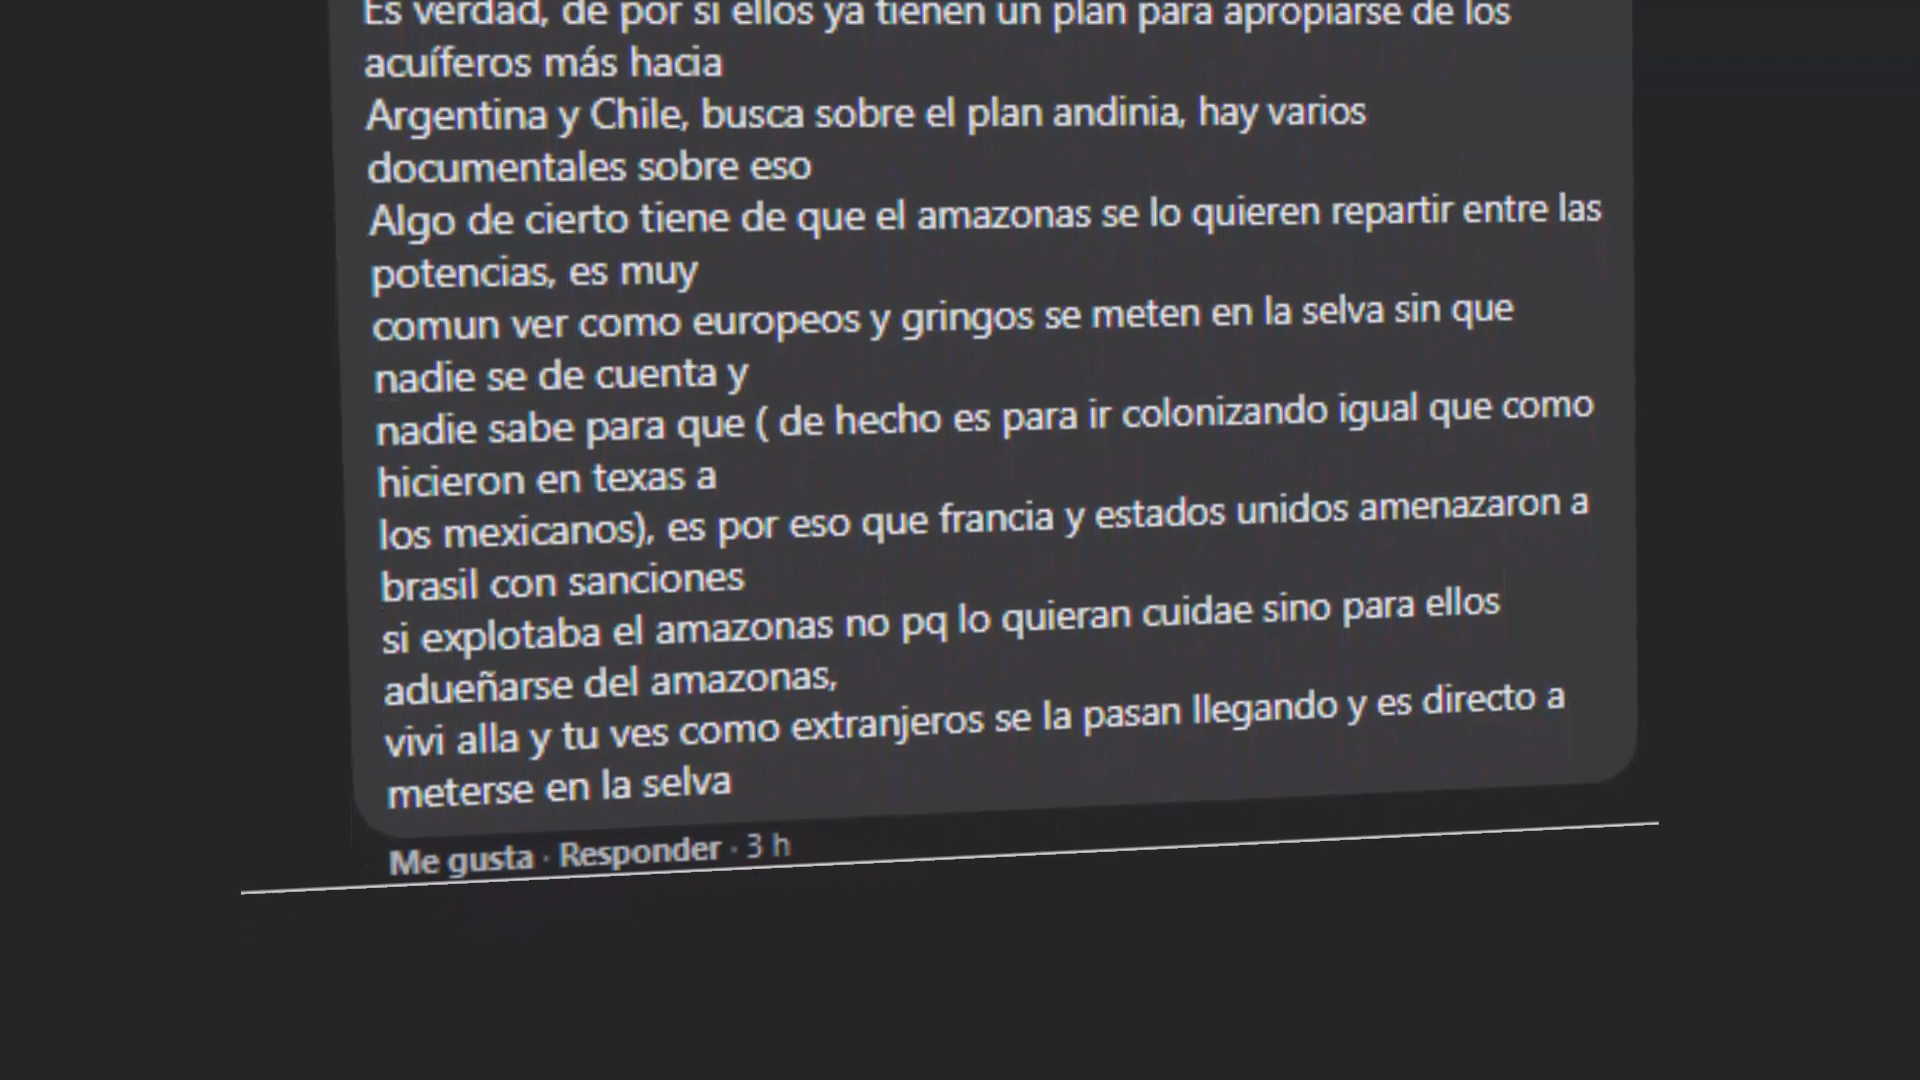 Es verdad, de por si ellos ya tienen un plan para apropiarse de los
acuíferos más hacia
Argentina y Chile, busca sobre el plan andinia, hay varios
documentales sobre eso
Algo de cierto tiene de que el amazonas se lo quieren repartir entre las
potencias, es muy
comun ver como europeos y gringos se meten en la selva sin que
nadie se de cuenta y
nadie sabe para que ( de hecho es para ir colonizando igual que como
hicieron en texas a
los mexicanos), es por eso que francia y estados unidos amenazaron a
brasil con sanciones
si explotaba el amazonas no pq lo quieran cuidae sino para ellos
adueñarse del amazonas,
vivi alla y tu ves como extranjeros se la pasan llegando y es directo a
meterse en la selva
Me gusta · Responder · 3 h